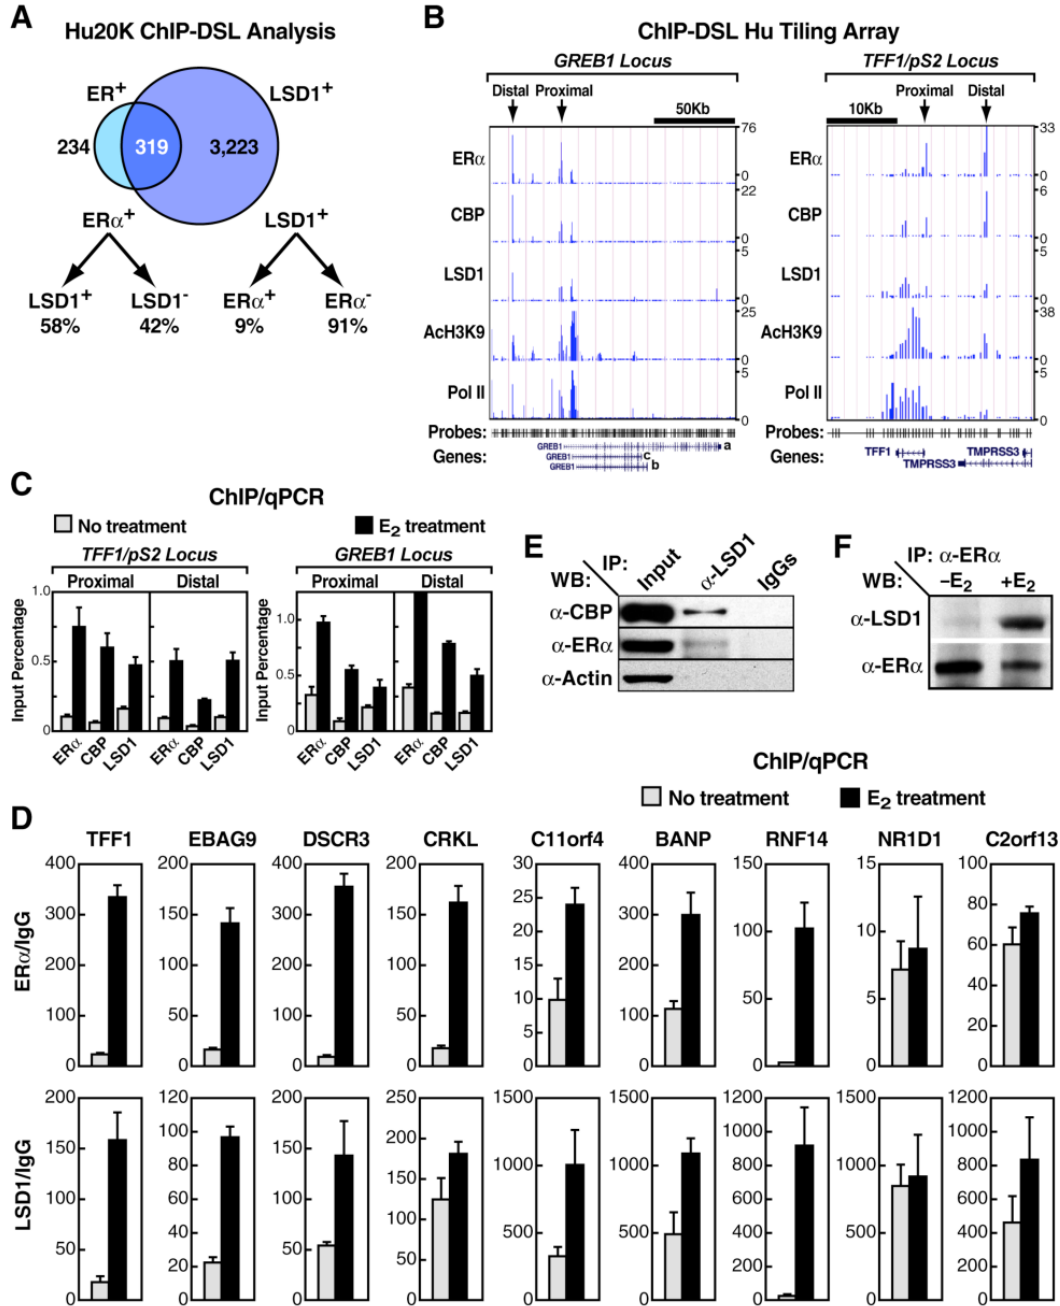 A
Hu20K ChIP-DSL Analysis
ER+
LSD1+
234
319
3,223
ERα+
LSD1+
LSD1+
LSD1-
ERα+
ERα-
58%
42%
9%
91%
B
ChIP-DSL Hu Tiling Array
GREB1 Locus
TFF1/pS2 Locus
Distal
Proximal
50Kb
10Kb
Proximal
Distal
ERα
76
0
ERα
33
0
CBP
22
0
CBP
6
0
LSD1
5
0
LSD1
5
0
AcH3K9
25
0
AcH3K9
38
0
Pol II
5
0
Pol II
5
0
Probes:
Probes:
Genes:
GREB1
a
GREB1
c
GREB1
b
Genes:
TFF1
TMPRSS3
TMPRSS3
C
ChIP/qPCR
No treatment
E2 treatment
TFF1/pS2 Locus
GREB1 Locus
Proximal
Distal
Proximal
Distal
Input Percentage
1.0
0.5
0
ERα
CBP
LSD1
ERα
CBP
LSD1
Input Percentage
1.0
0.5
0
ERα
CBP
LSD1
ERα
CBP
LSD1
E
IP:
Input
α-LSD1
IgGs
WB:
α-CBP
α-ERα
α-Actin
F
IP: α-ERα
WB:
–E2
+E2
α-LSD1
α-ERα
ChIP/qPCR
No treatment
E2 treatment
D
TFF1
EBAG9
DSCR3
CRKL
C11orf4
BANP
RNF14
NR1D1
C2orf13
ERα/IgG
400
300
200
100
0
200
150
100
50
0
400
300
200
100
0
200
150
100
50
0
30
25
20
15
10
5
0
400
300
200
100
0
150
100
50
0
15
10
5
0
100
80
60
40
20
0
LSD1/IgG
200
150
100
50
0
120
100
80
60
40
20
0
200
150
100
50
0
250
200
150
100
50
0
1500
1000
500
0
1500
1000
500
0
1200
1000
800
600
400
200
0
1500
1000
500
0
1200
1000
800
600
400
200
0